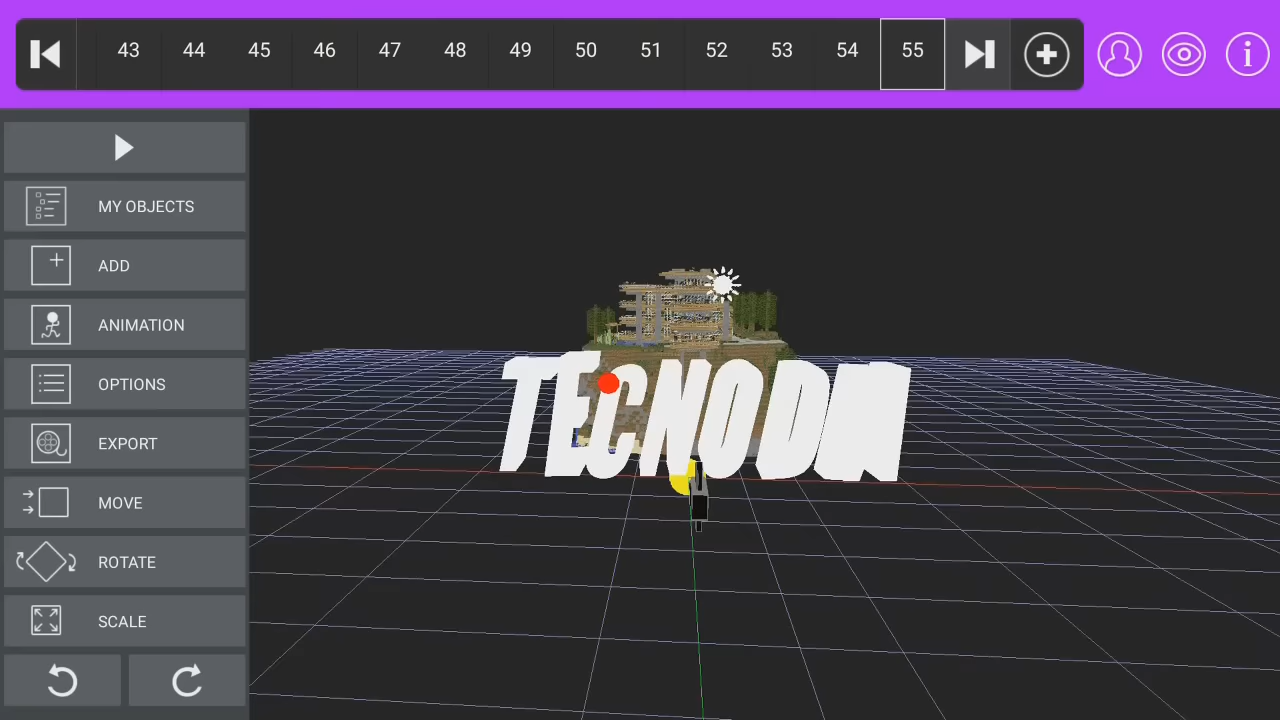 43 44 45 46 47 48 49 50 51 52 53 54 55
MY OBJECTS
ADD
ANIMATION
OPTIONS
EXPORT
MOVE
ROTATE
SCALE